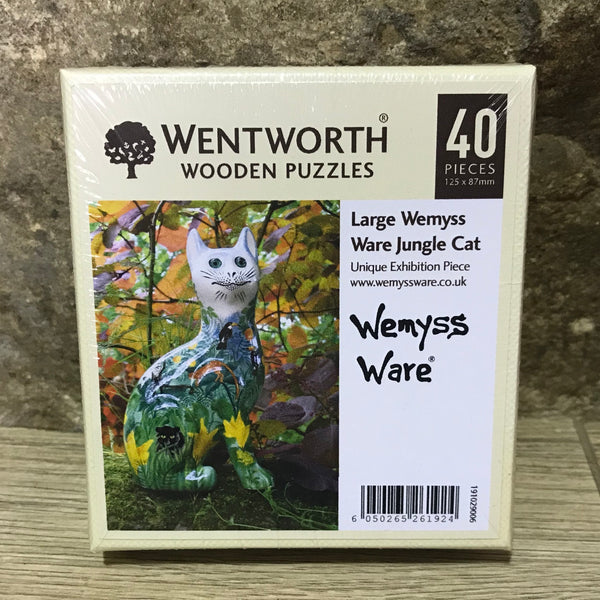 WENTWORTH®
WOODEN PUZZLES
40
PIECES
125 x 87mm
Large Wemyss
Ware Jungle Cat
Unique Exhibition Piece
www.wemyssware.co.uk
Wemyss
Ware®
6 050265 261924
191029006